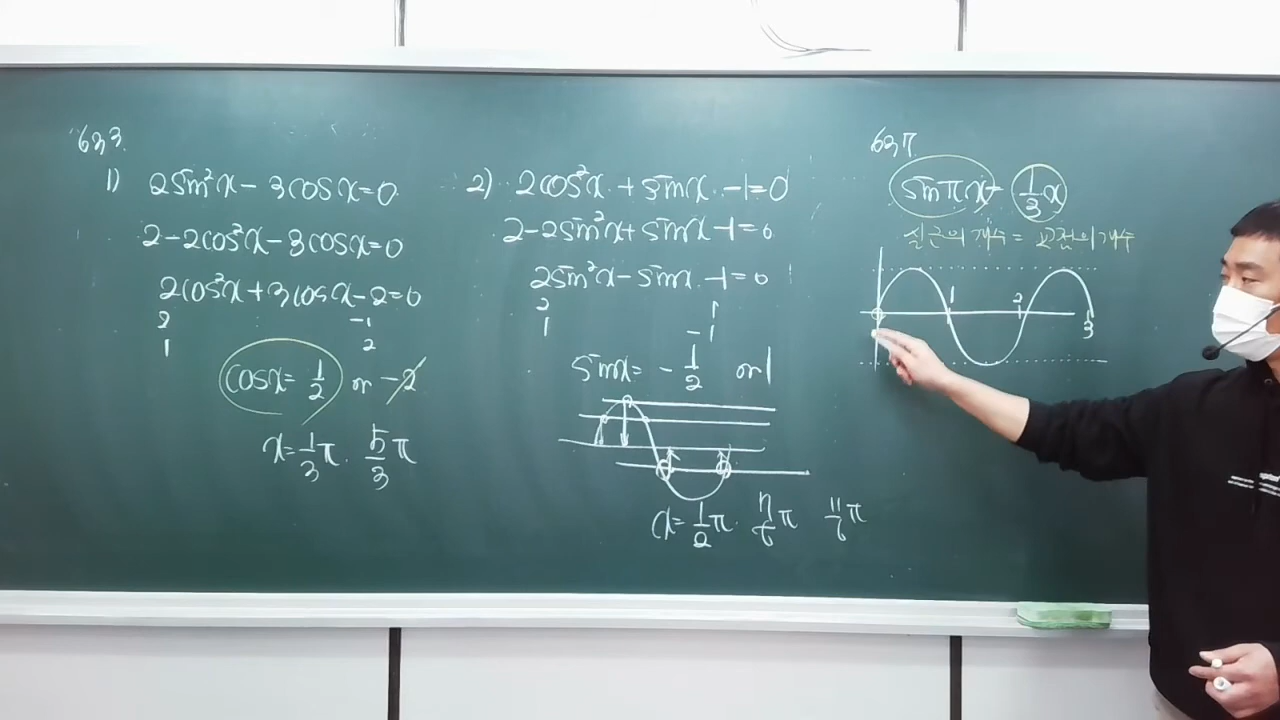 633
1) 2sin²x - 3cosx = 0
2 - 2cos²x - 3cosx = 0
2cos²x + 3cosx - 2 = 0
2 -1
1 2
cosx = 1/2 or -2
x = 1/3 π . 5/3 π
2) 2cos²x + sinx - 1 = 0
2 - 2sin²x + sinx - 1 = 0
2sin²x - sinx - 1 = 0
2 1
1 -1
sinx = - 1/2 or 1
x = 1/2 π . 7/6 π 11/6 π
637
sinπx = 1/3 x
실근의 개수 = 교점의 개수
1 2 3